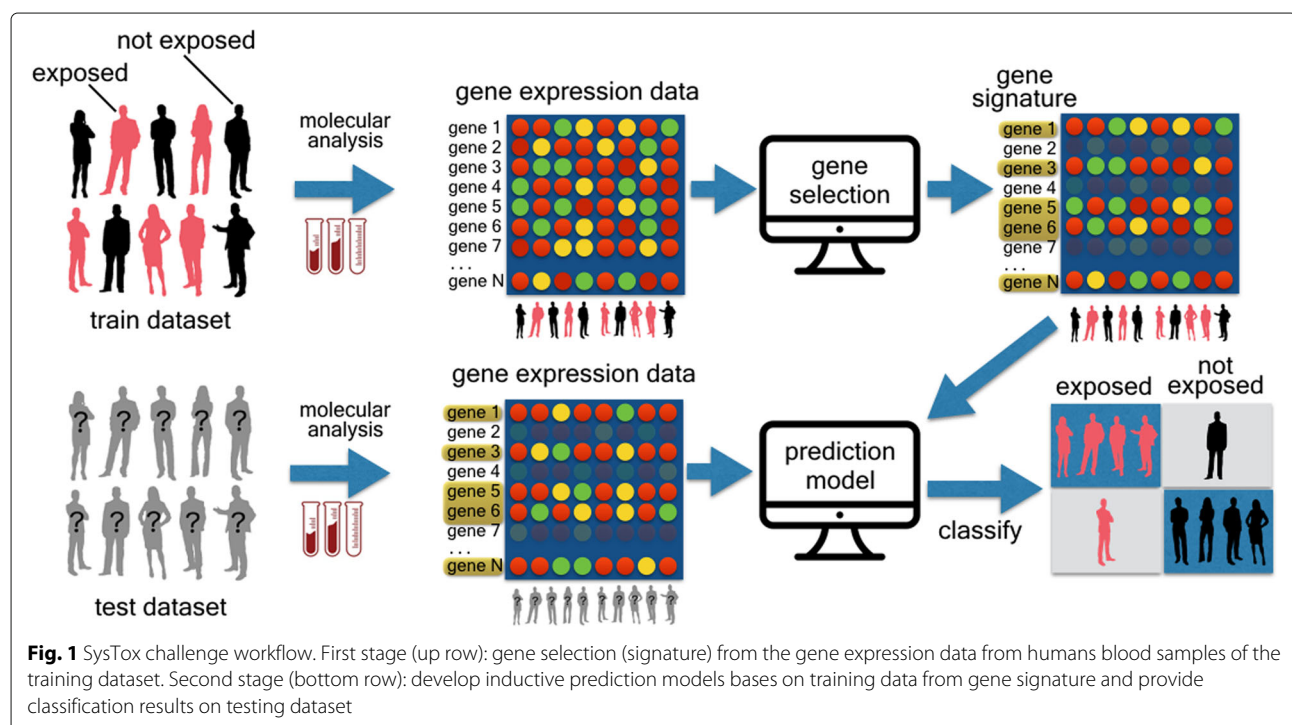 not exposed
exposed
train dataset
molecular
analysis
gene expression data
gene 1
gene 2
gene 3
gene 4
gene 5
gene 6
gene 7
...
gene N
gene
selection
gene
signature
gene 1
gene 2
gene 3
gene 4
gene 5
gene 6
gene 7
...
gene N
? ? ? ? ?
? ? ? ? ?
test dataset
molecular
analysis
gene expression data
gene 1
gene 2
gene 3
gene 4
gene 5
gene 6
gene 7
...
gene N
? ? ? ? ? ? ? ? ?
prediction
model
classify
exposed
not
exposed
Fig. 1 SysTox challenge workflow. First stage (up row): gene selection (signature) from the gene expression data from humans blood samples of the
training dataset. Second stage (bottom row): develop inductive prediction models bases on training data from gene signature and provide
classification results on testing dataset